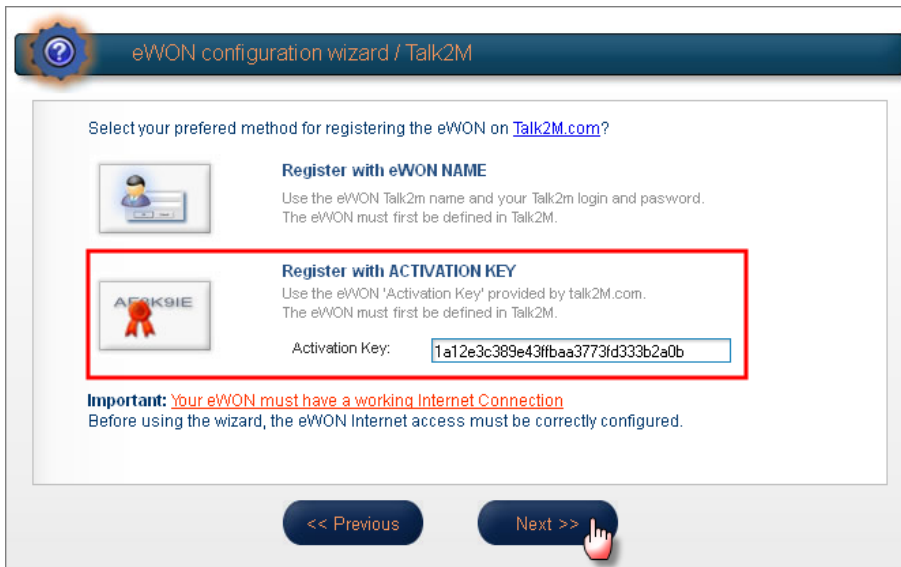 eWON configuration wizard / Talk2M
Select your prefered method for registering the eWON on Talk2M.com?
Register with eWON NAME
Use the eWON Talk2m name and your Talk2m login and pasword.
The eWON must first be defined in Talk2M.
Register with ACTIVATION KEY
Use the eWON 'Activation Key' provided by talk2M.com.
The eWON must first be defined in Talk2M.
Activation Key: 1a12e3c389e43ffbaa3773fd333b2a0b
Important: Your eWON must have a working Internet Connection
Before using the wizard, the eWON Internet access must be correctly configured.
<< Previous Next >>